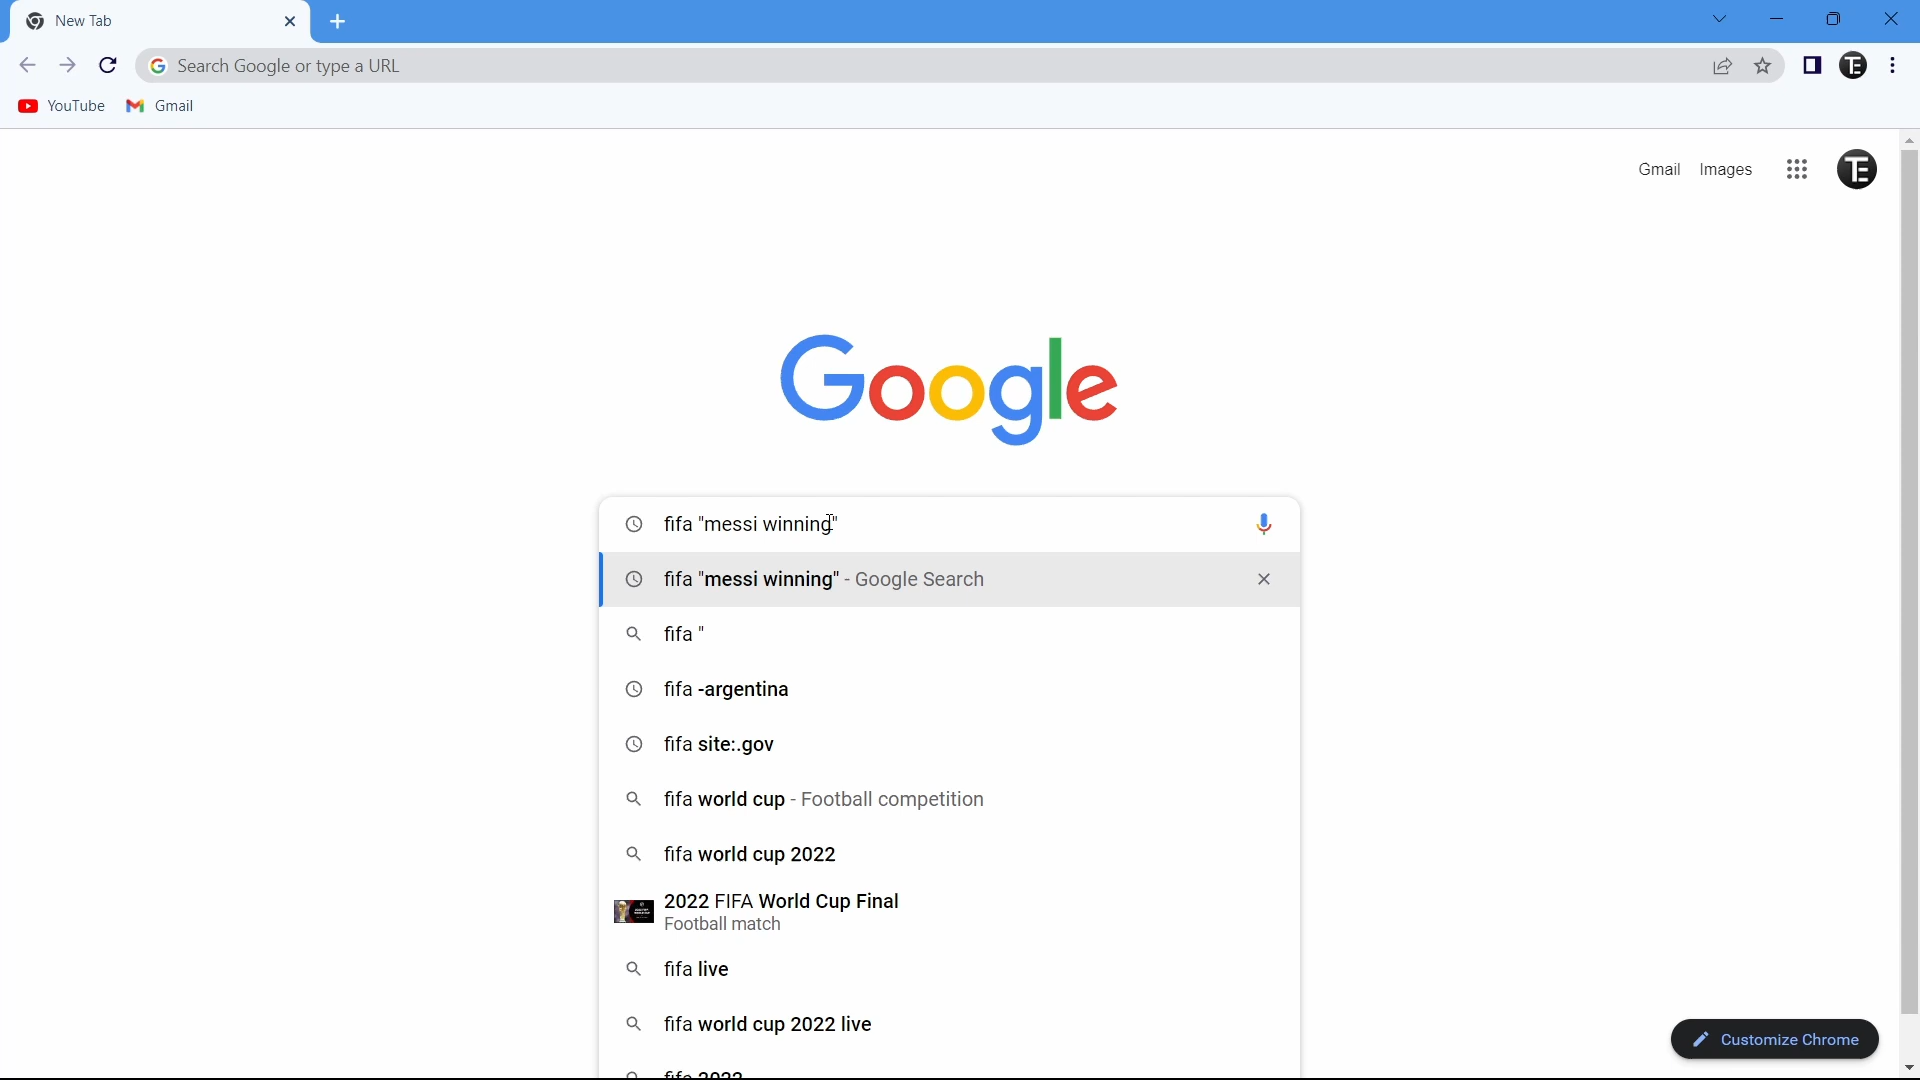 New Tab
Search Google or type a URL
YouTube Gmail
Gmail Images
Google
fifa "messi winning"
fifa "messi winning" - Google Search
fifa "
fifa -argentina
fifa site:.gov
fifa world cup - Football competition
fifa world cup 2022
2022 FIFA World Cup Final
Football match
fifa live
fifa world cup 2022 live
Customize Chrome
fifa 2022